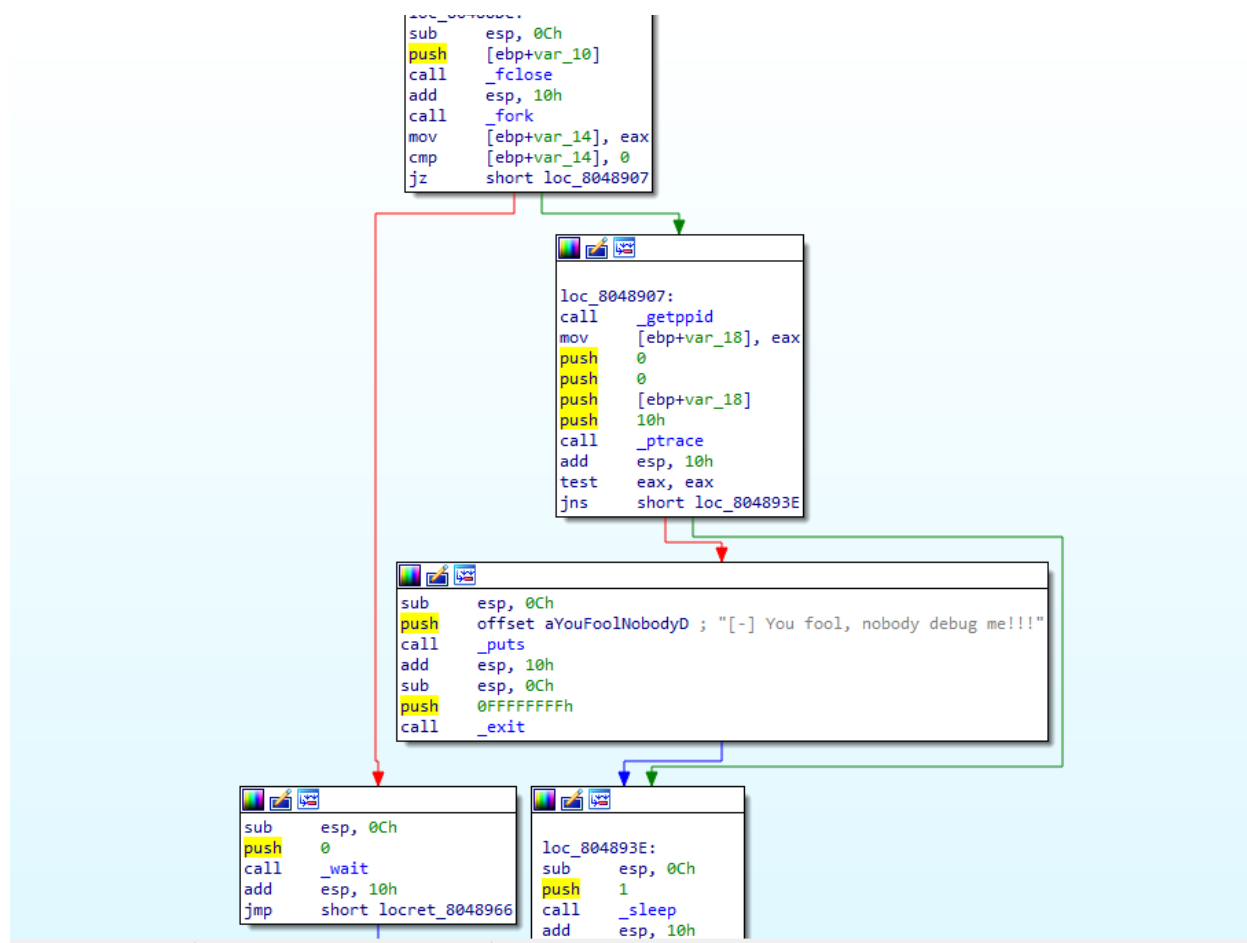 sub esp, 0Ch
push [ebp+var_10]
call _fclose
add esp, 10h
call _fork
mov [ebp+var_14], eax
cmp [ebp+var_14], 0
jz short loc_8048907
loc_8048907:
call _getppid
mov [ebp+var_18], eax
push 0
push 0
push [ebp+var_18]
push 10h
call _ptrace
add esp, 10h
test eax, eax
jns short loc_804893E
sub esp, 0Ch
push offset aYouFoolNobodyD ; "[-] You fool, nobody debug me!!!"
call _puts
add esp, 10h
sub esp, 0Ch
push 0FFFFFFFFh
call _exit
sub esp, 0Ch
push 0
call _wait
add esp, 10h
jmp short locret_8048966
loc_804893E:
sub esp, 0Ch
push 1
call _sleep
add esp, 10h